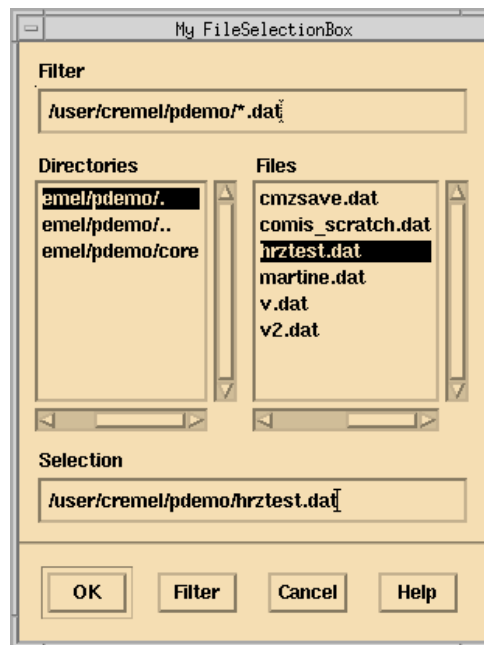 My FileSelectionBox
Filter
/user/cremel/pdemo/*.dat
Directories
emel/pdemo/.
emel/pdemo/..
emel/pdemo/core
Files
cmzsave.dat
comis_scratch.dat
hrztest.dat
martine.dat
v.dat
v2.dat
Selection
/user/cremel/pdemo/hrztest.dat
OK Filter Cancel Help